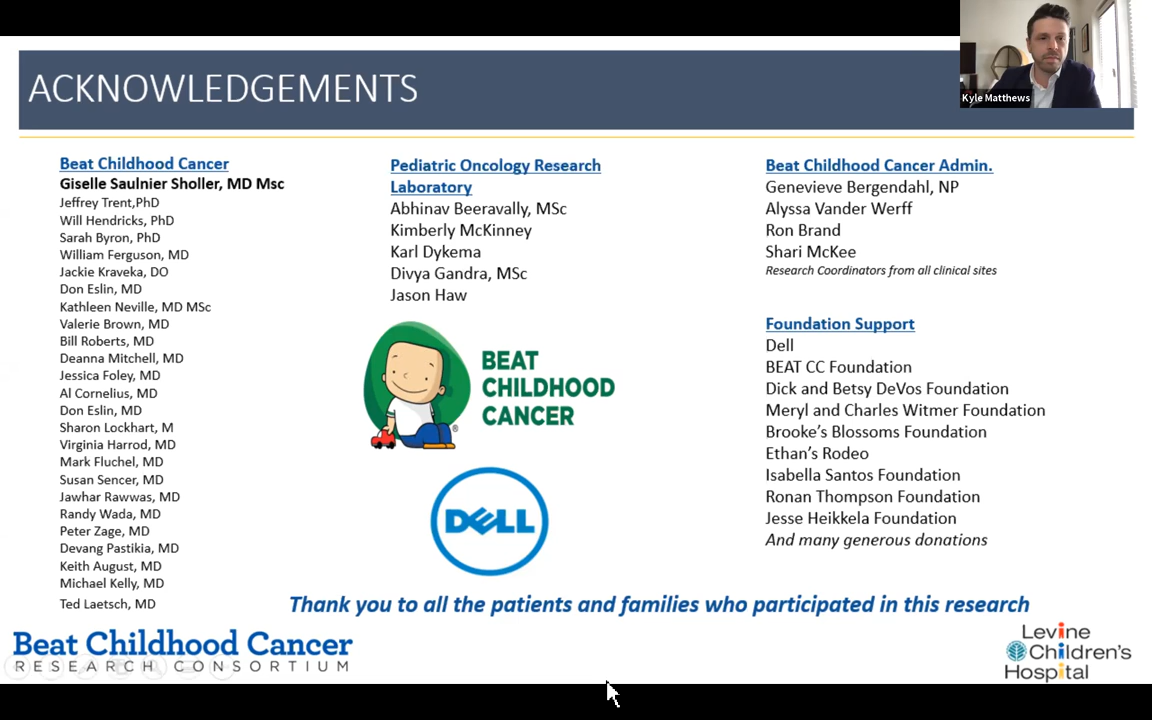 ACKNOWLEDGEMENTS
Kyle Matthews
Beat Childhood Cancer
Giselle Saulnier Sholler, MD Msc
Jeffrey Trent,PhD
Will Hendricks, PhD
Sarah Byron, PhD
William Ferguson, MD
Jackie Kraveka, DO
Don Eslin, MD
Kathleen Neville, MD MSc
Valerie Brown, MD
Bill Roberts, MD
Deanna Mitchell, MD
Jessica Foley, MD
Al Cornelius, MD
Don Eslin, MD
Sharon Lockhart, M
Virginia Harrod, MD
Mark Fluchel, MD
Susan Sencer, MD
Jawhar Rawwas, MD
Randy Wada, MD
Peter Zage, MD
Devang Pastikia, MD
Keith August, MD
Michael Kelly, MD
Ted Laetsch, MD
Pediatric Oncology Research
Laboratory
Abhinav Beeravally, MSc
Kimberly McKinney
Karl Dykema
Divya Gandra, MSc
Jason Haw
BEAT
CHILDHOOD
CANCER
®
DELL
Beat Childhood Cancer Admin.
Genevieve Bergendahl, NP
Alyssa Vander Werff
Ron Brand
Shari McKee
Research Coordinators from all clinical sites
Foundation Support
Dell
BEAT CC Foundation
Dick and Betsy DeVos Foundation
Meryl and Charles Witmer Foundation
Brooke's Blossoms Foundation
Ethan's Rodeo
Isabella Santos Foundation
Ronan Thompson Foundation
Jesse Heikkela Foundation
And many generous donations
Thank you to all the patients and families who participated in this research
Beat Childhood Cancer
RESEARCH CONSORTIUM
Levine
Children's
Hospital